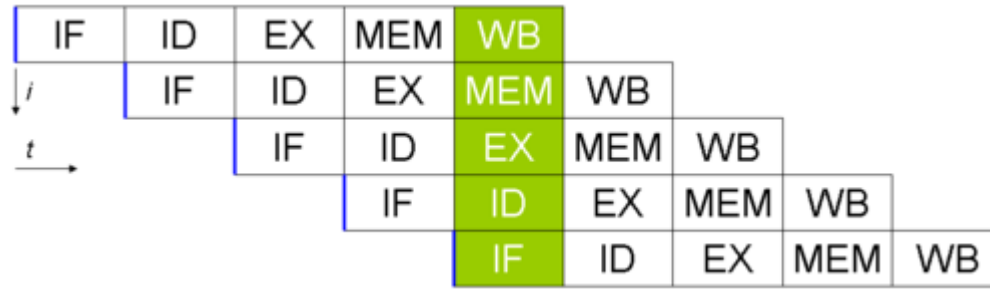 IF ID EX MEM WB
i IF ID EX MEM WB
t IF ID EX MEM WB
IF ID EX MEM WB
IF ID EX MEM WB